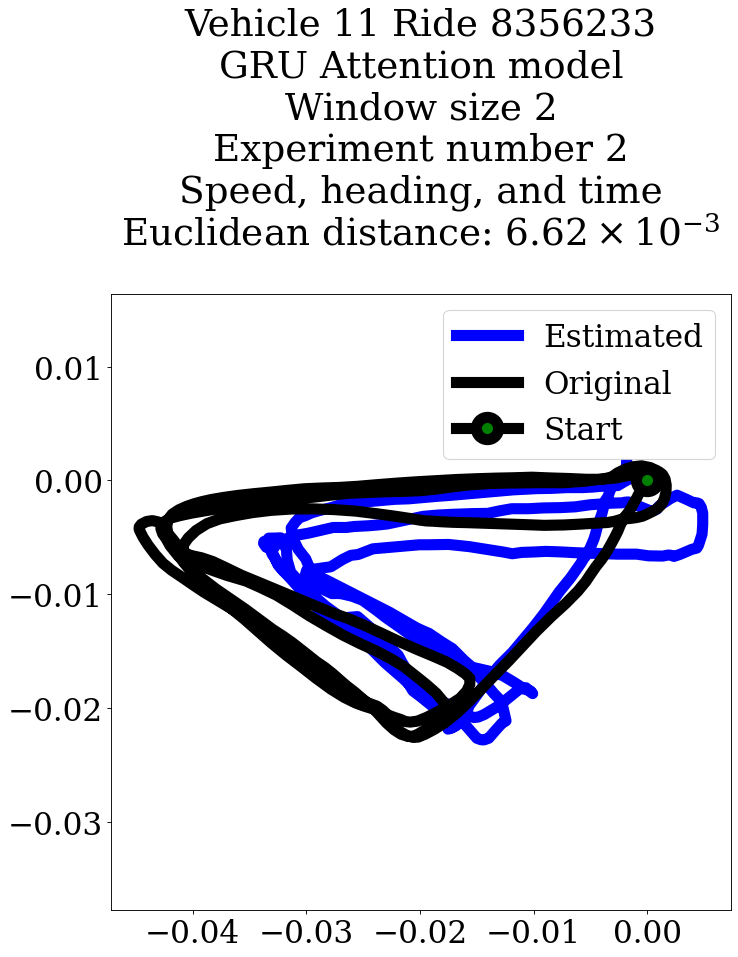 Vehicle 11 Ride 8356233
GRU Attention model
Window size 2
Experiment number 2
Speed, heading, and time
Euclidean distance: 6.62 × 10⁻³
Estimated
Original
Start
0.01
0.00
−0.01
−0.02
−0.03
−0.04 −0.03 −0.02 −0.01 0.00